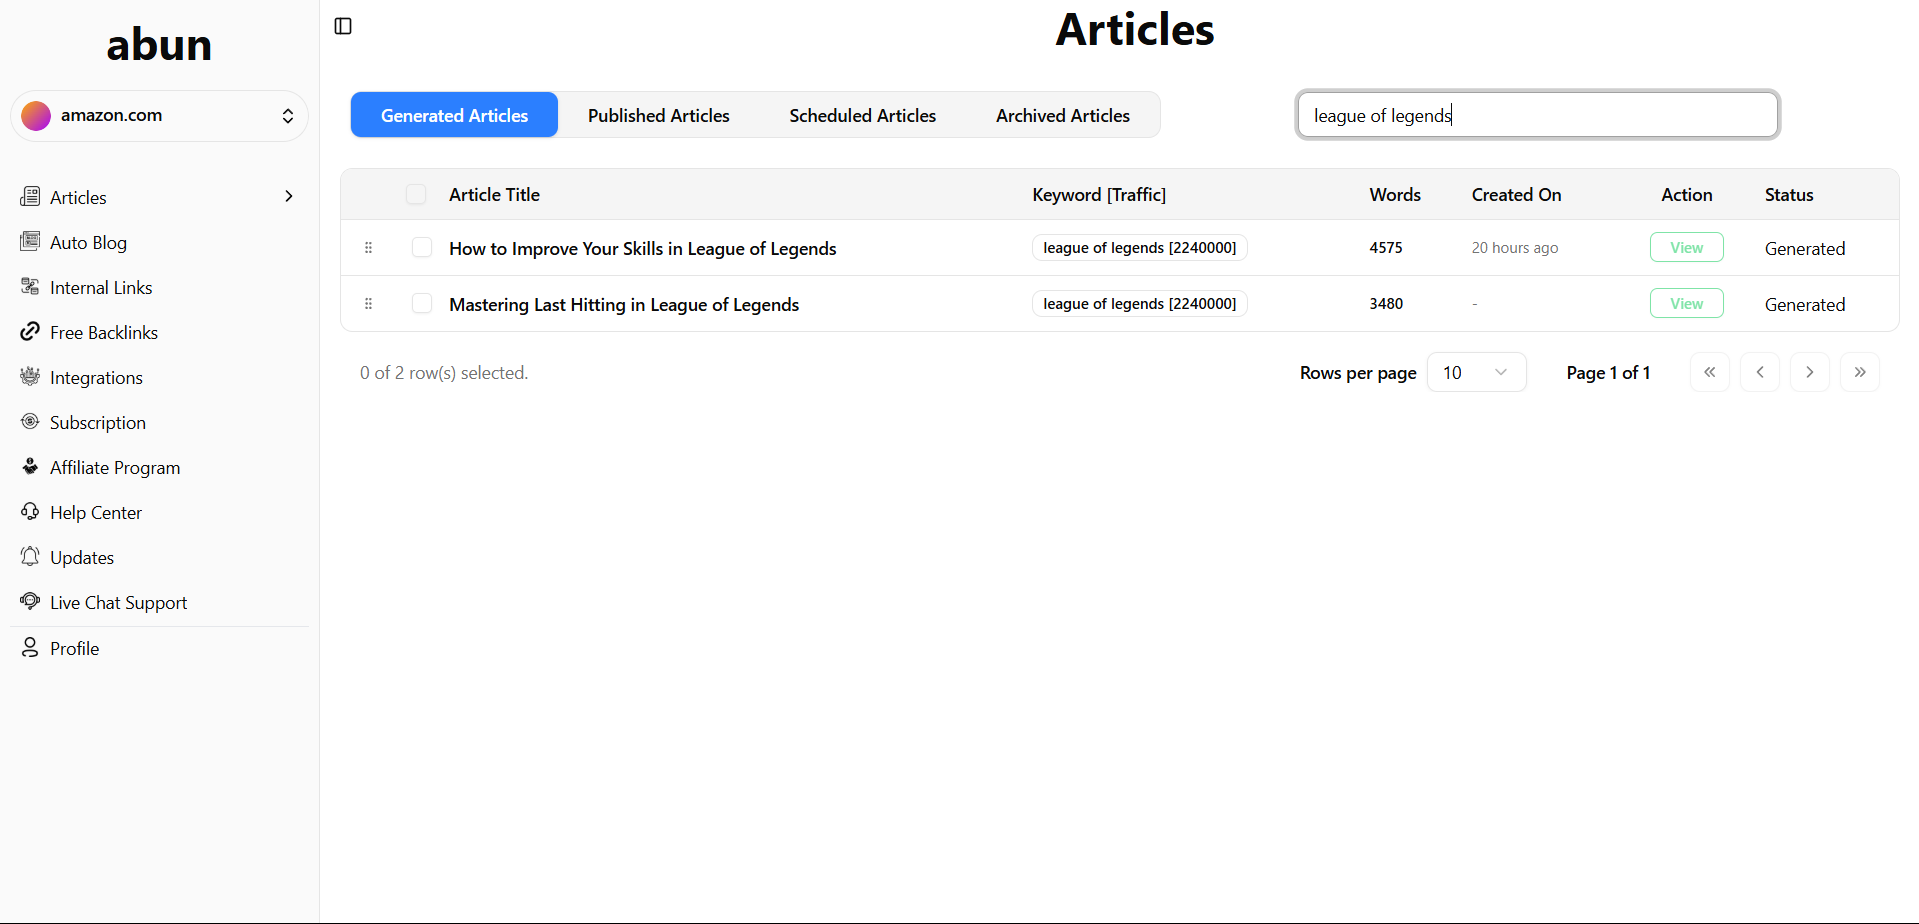 abun
amazon.com
Articles
Auto Blog
Internal Links
Free Backlinks
Integrations
Subscription
Affiliate Program
Help Center
Updates
Live Chat Support
Profile
Articles
Generated Articles Published Articles Scheduled Articles Archived Articles
league of legends
Article Title Keyword [Traffic] Words Created On Action Status
How to Improve Your Skills in League of Legends league of legends [2240000] 4575 20 hours ago View Generated
Mastering Last Hitting in League of Legends league of legends [2240000] 3480 - View Generated
0 of 2 row(s) selected. Rows per page 10 Page 1 of 1